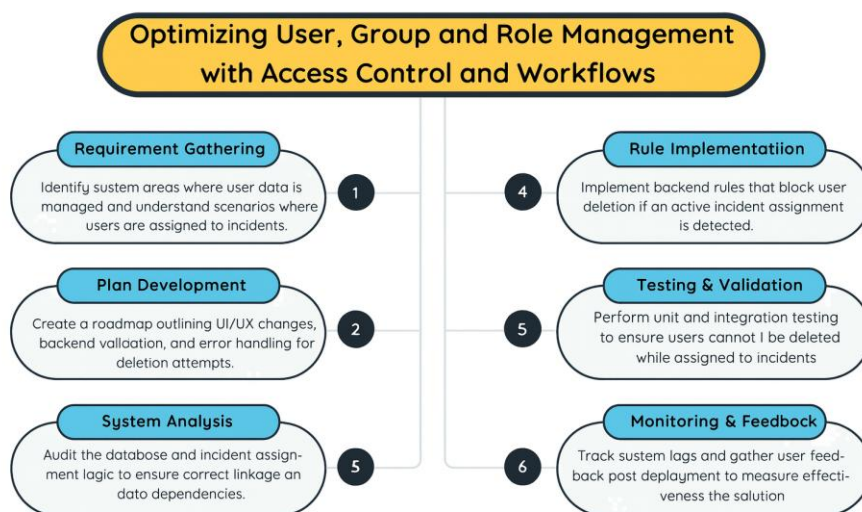 Optimizing User, Group and Role Management
with Access Control and Workflows
Requirement Gathering
Identify system areas where user data is
managed and understand scenarios where
users are assigned to incidents.
1
Plan Development
Create a roadmap outlining UI/UX changes,
backend vallaation, and error handling for
deletion attempts.
2
System Analysis
Audit the databose and incident assign-
ment logic to ensure correct linkage an
dato dependencies.
5
Rule Implementatiion
Implement backend rules that block user
deletion if an active incident assignment
is detected.
4
Testing & Validation
Perform unit and integration testing
to ensure users cannot I be deleted
while assigned to incidents
5
Monitoring & Feedbock
Track sustem lags and gather user feed-
back post deployment to measure effecti-
veness the salution
6